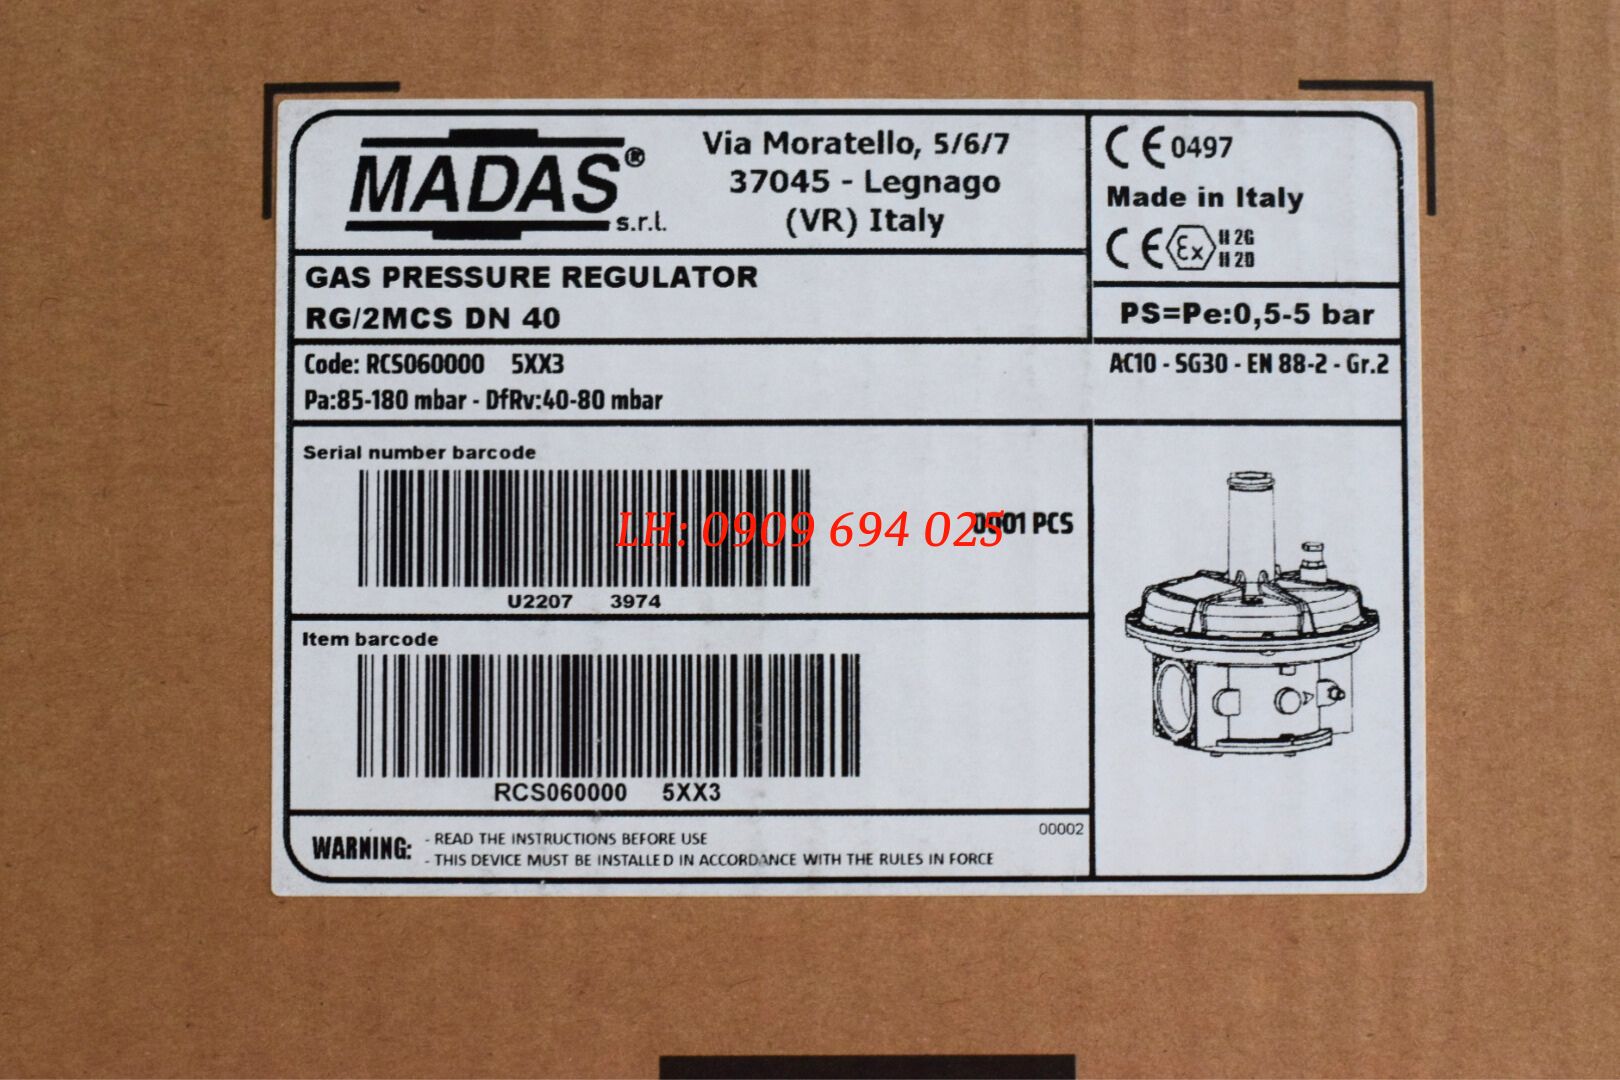 MADAS®
s.r.l.
Via Moratello, 5/6/7
37045 - Legnago
(VR) Italy
CE 0497
Made in Italy
CE Ex II 2G
II 2D
GAS PRESSURE REGULATOR
RG/2MCS DN 40
PS=Pe:0,5-5 bar
Code: RCS060000 5XX3
AC10 - SG30 - EN 88-2 - Gr.2
Pa:85-180 mbar - DfRv:40-80 mbar
Serial number barcode
LH: 0909 694 025
0001 PCS
U2207 3974
Item barcode
RCS060000 5XX3
WARNING:
- READ THE INSTRUCTIONS BEFORE USE
- THIS DEVICE MUST BE INSTALLED IN ACCORDANCE WITH THE RULES IN FORCE
00002